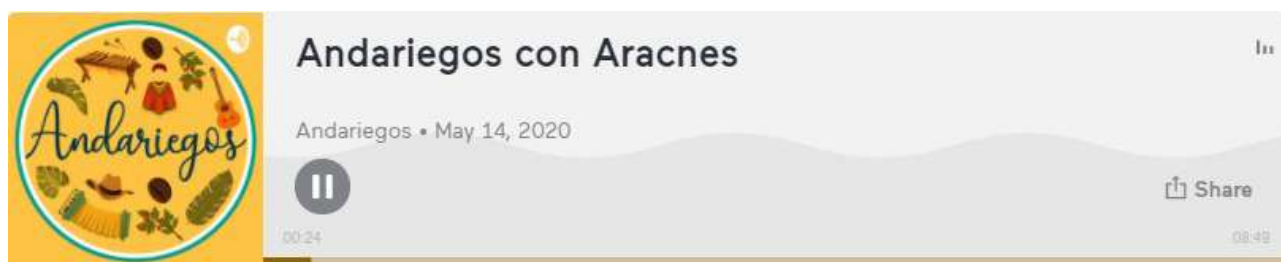 Andariegos
Andariegos con Aracnes
Andariegos • May 14, 2020
Share
00:24
08:49